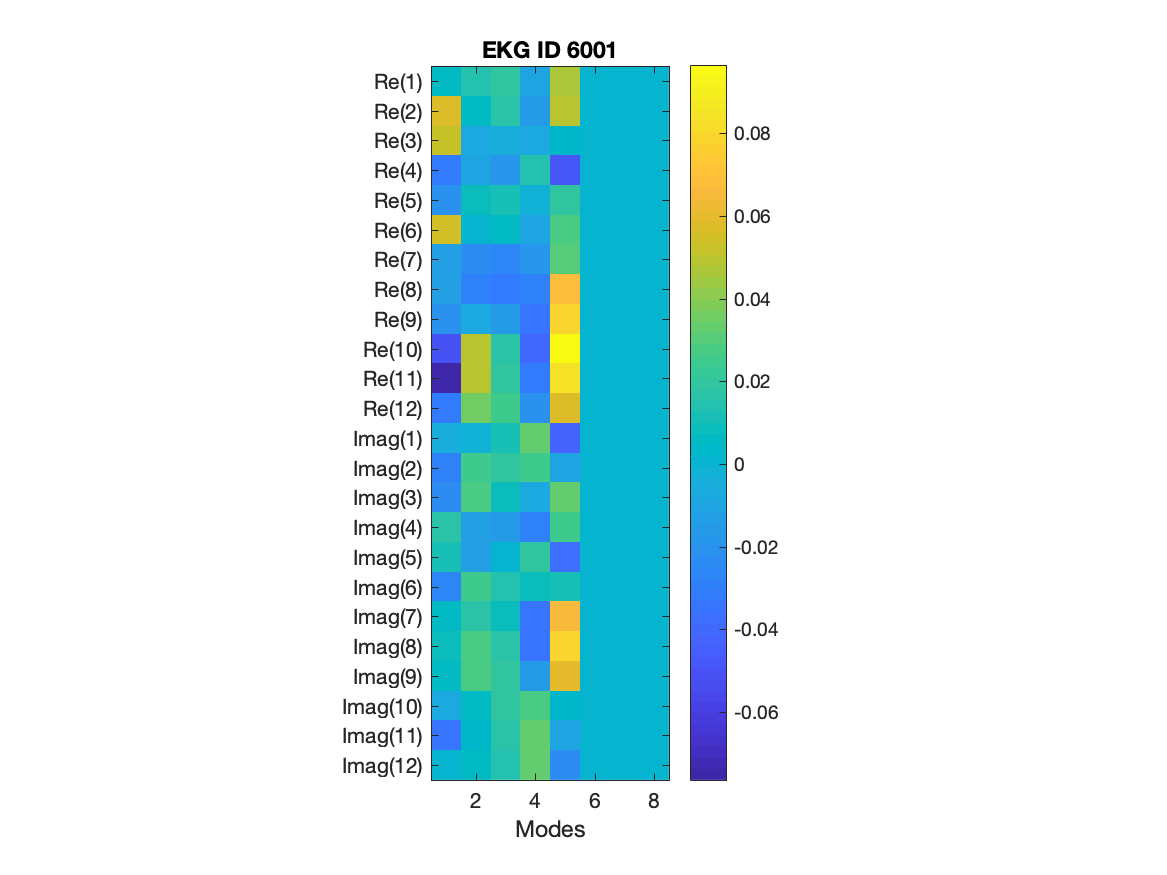 EKG ID 6001
Re(1)
Re(2)
Re(3)
Re(4)
Re(5)
Re(6)
Re(7)
Re(8)
Re(9)
Re(10)
Re(11)
Re(12)
Imag(1)
Imag(2)
Imag(3)
Imag(4)
Imag(5)
Imag(6)
Imag(7)
Imag(8)
Imag(9)
Imag(10)
Imag(11)
Imag(12)
2 4 6 8
Modes
0.08
0.06
0.04
0.02
0
-0.02
-0.04
-0.06